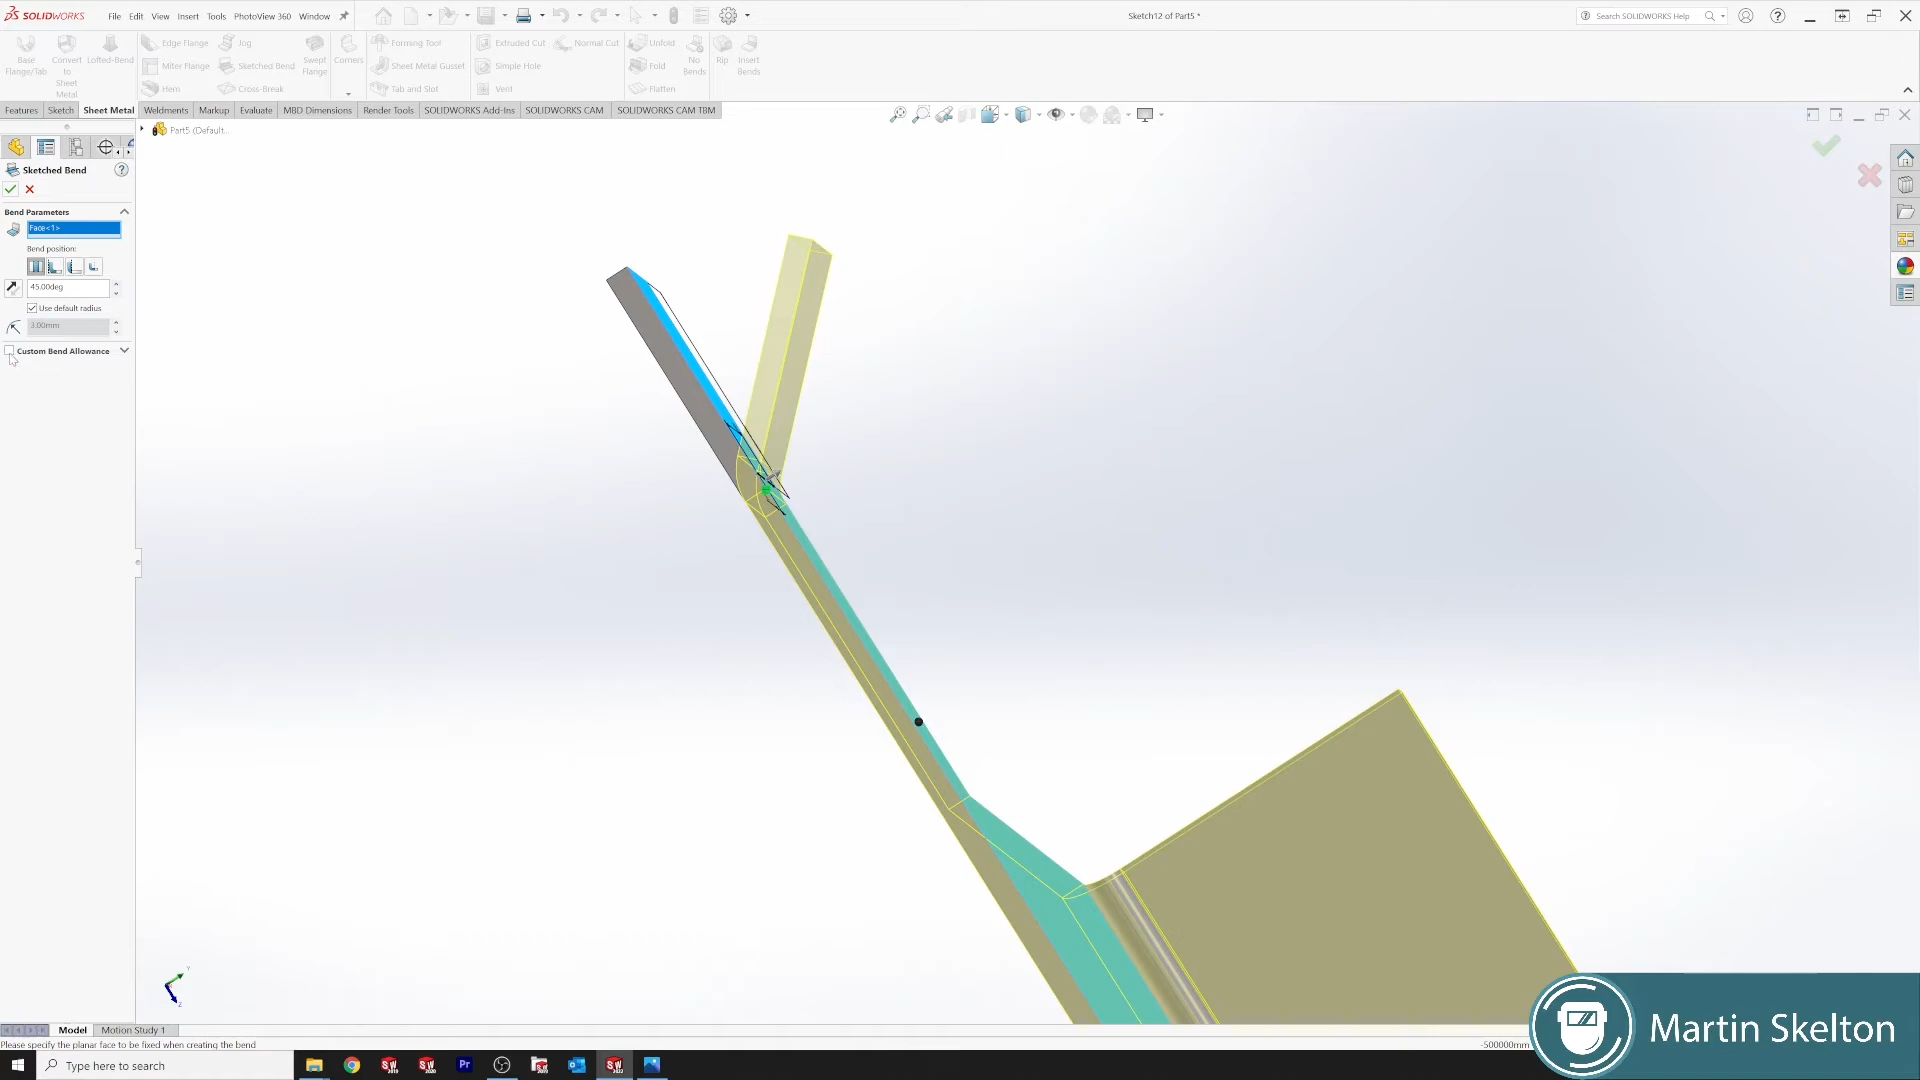 SOLIDWORKS File Edit View Insert Tools PhotoView 360 Window Sketch12 of Part5 * Search SOLIDWORKS Help
Base Flange/Tab
Convert to Sheet Metal
Lofted-Bend
Edge Flange
Miter Flange
Hem
Jog
Sketched Bend
Cross-Break
Swept Flange
Corners
Forming Tool
Sheet Metal Gusset
Tab and Slot
Extruded Cut
Simple Hole
Vent
Normal Cut
Unfold
Fold
Flatten
No Bends
Rip
Insert Bends
Features Sketch Sheet Metal Weldments Markup Evaluate MBD Dimensions Render Tools SOLIDWORKS Add-Ins SOLIDWORKS CAM SOLIDWORKS CAM TBM
Part5 (Default...
Sketched Bend
Bend Parameters
Face<1>
Bend position:
45.00deg
Use default radius
3.00mm
Custom Bend Allowance
Model Motion Study 1
Please specify the planar face to be fixed when creating the bend
-500000mm
Martin Skelton
Type here to search